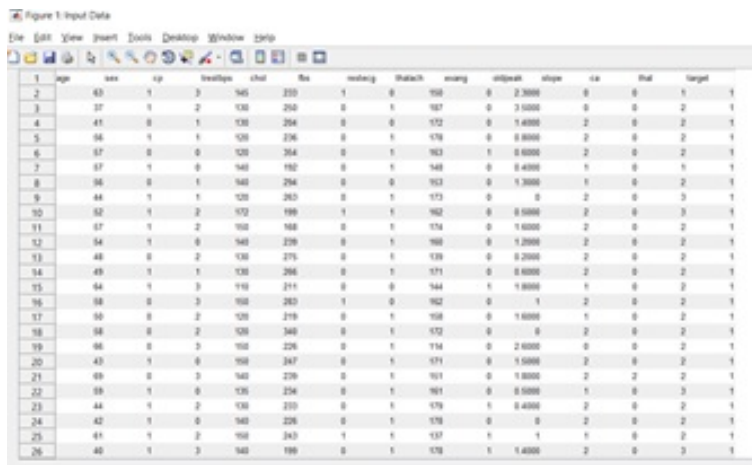 Figure 1: Input Data
File Edit View Insert Tools Desktop Window Help
1 age sex cp trestbps chol fbs restecg thalach exang oldpeak slope ca thal target
2 63 1 3 145 233 1 0 150 0 2.3000 0 0 1 1
3 37 1 2 130 250 0 1 187 0 3.5000 0 0 2 1
4 41 0 1 130 204 0 0 172 0 1.4000 2 0 2 1
5 56 1 1 120 236 0 1 178 0 0.8000 2 0 2 1
6 57 0 0 120 354 0 1 163 1 0.6000 2 0 2 1
7 57 1 0 140 192 0 1 148 0 0.4000 1 0 1 1
8 56 0 1 140 294 0 0 153 0 1.3000 1 0 2 1
9 44 1 1 120 263 0 1 173 0 0 2 0 3 1
10 52 1 2 172 199 1 1 162 0 0.5000 2 0 3 1
11 57 1 2 150 168 0 1 174 0 1.6000 2 0 2 1
12 54 1 0 140 239 0 1 160 0 1.2000 2 0 2 1
13 48 0 2 130 275 0 1 139 0 0.2000 2 0 2 1
14 49 1 1 130 266 0 1 171 0 0.6000 2 0 2 1
15 64 1 3 110 211 0 0 144 1 1.8000 1 0 2 1
16 58 0 3 150 283 1 0 162 0 1 2 0 2 1
17 50 0 2 120 219 0 1 158 0 1.6000 1 0 2 1
18 58 0 2 120 340 0 1 172 0 0 2 0 2 1
19 66 0 3 150 226 0 1 114 0 2.6000 0 0 2 1
20 43 1 0 150 247 0 1 171 0 1.5000 2 0 2 1
21 69 0 3 140 239 0 1 151 0 1.8000 2 2 2 1
22 59 1 0 135 234 0 1 161 0 0.5000 1 0 3 1
23 44 1 2 130 233 0 1 179 1 0.4000 2 0 2 1
24 42 1 0 140 226 0 1 178 0 0 2 0 2 1
25 61 1 2 150 243 1 1 137 1 1 1 0 2 1
26 40 1 3 140 199 0 1 178 1 1.4000 2 0 3 1